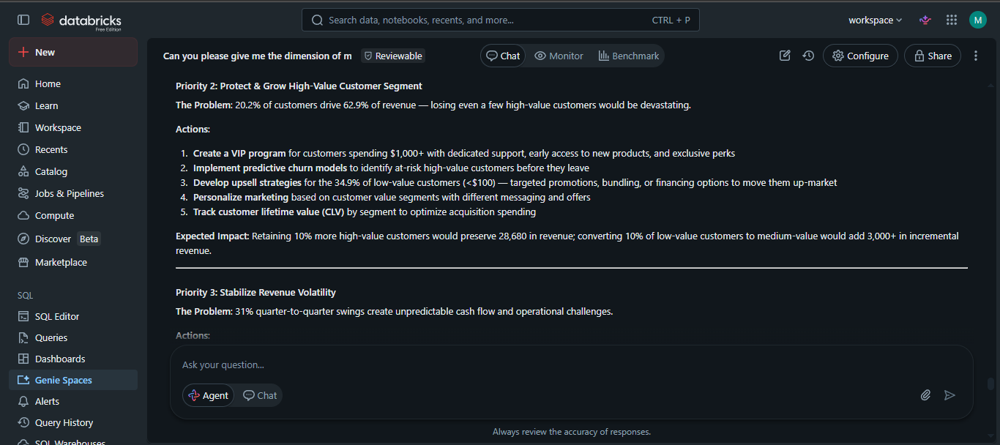 databricks
Free Edition
Search data, notebooks, recents, and more...
CTRL + P
workspace
M
New
Home
Learn
Workspace
Recents
Catalog
Jobs & Pipelines
Compute
Discover Beta
Marketplace
SQL
SQL Editor
Queries
Dashboards
Genie Spaces
Alerts
Query History
SQL Warehouses
Can you please give me the dimension of m
Reviewable
Chat
Monitor
Benchmark
Configure
Share
Priority 2: Protect & Grow High-Value Customer Segment
The Problem: 20.2% of customers drive 62.9% of revenue — losing even a few high-value customers would be devastating.
Actions:
1. Create a VIP program for customers spending $1,000+ with dedicated support, early access to new products, and exclusive perks
2. Implement predictive churn models to identify at-risk high-value customers before they leave
3. Develop upsell strategies for the 34.9% of low-value customers (<$100) — targeted promotions, bundling, or financing options to move them up-market
4. Personalize marketing based on customer value segments with different messaging and offers
5. Track customer lifetime value (CLV) by segment to optimize acquisition spending
Expected Impact: Retaining 10% more high-value customers would preserve 28,680 in revenue; converting 10% of low-value customers to medium-value would add 3,000+ in incremental
revenue.
Priority 3: Stabilize Revenue Volatility
The Problem: 31% quarter-to-quarter swings create unpredictable cash flow and operational challenges.
Actions:
Ask your question...
Agent
Chat
Always review the accuracy of responses.